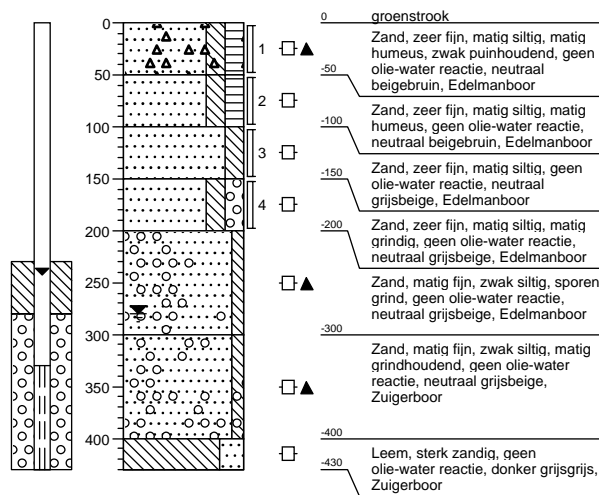 0
50
100
150
200
250
300
350
400
1
2
3
4
0
groenstrook
Zand, zeer fijn, matig siltig, matig
humeus, zwak puinhoudend, geen
olie-water reactie, neutraal
beigebruin, Edelmanboor
-50
Zand, zeer fijn, matig siltig, matig
humeus, geen olie-water reactie,
neutraal beigebruin, Edelmanboor
-100
Zand, zeer fijn, matig siltig, geen
olie-water reactie, neutraal
grijsbeige, Edelmanboor
-150
Zand, zeer fijn, matig siltig, matig
grindig, geen olie-water reactie,
neutraal grijsbeige, Edelmanboor
-200
Zand, matig fijn, zwak siltig, sporen
grind, geen olie-water reactie,
neutraal grijsbeige, Edelmanboor
-300
Zand, matig fijn, zwak siltig, matig
grindhoudend, geen olie-water
reactie, neutraal grijsbeige,
Zuigerboor
-400
Leem, sterk zandig, geen
olie-water reactie, donker grijsgrijs,
Zuigerboor
-430